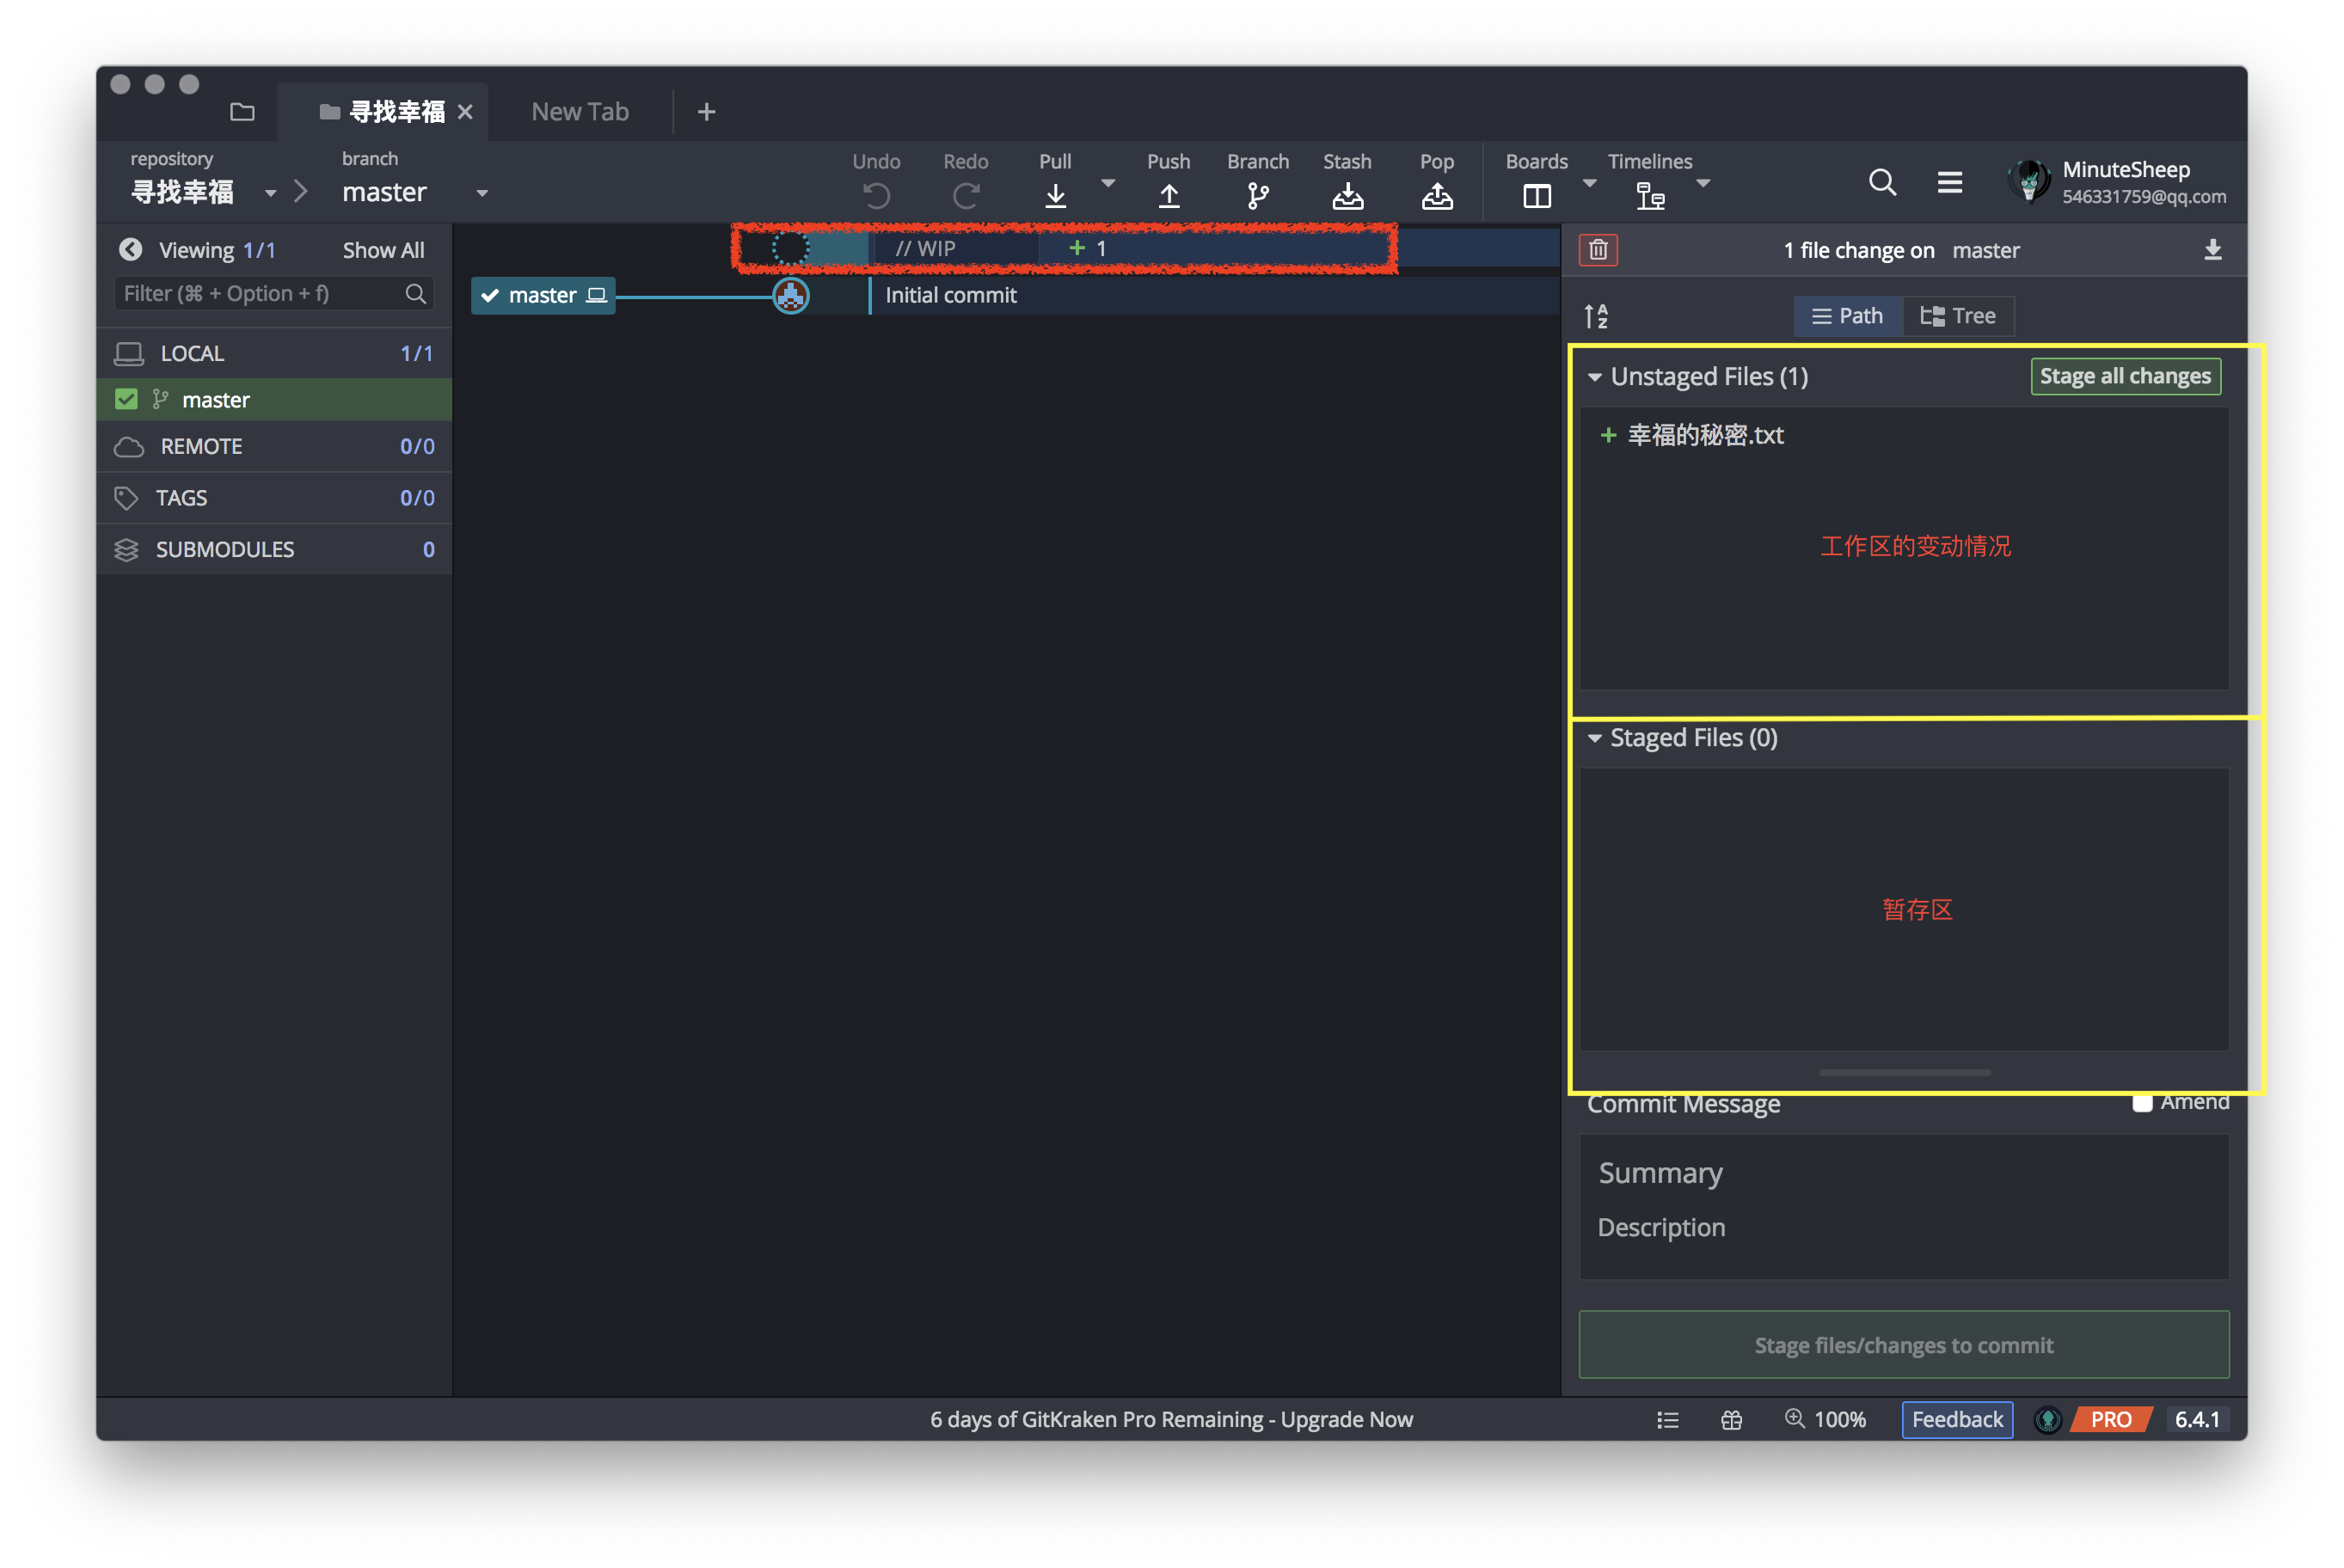 寻找幸福
New Tab
repository
寻找幸福
branch
master
Undo
Redo
Pull
Push
Branch
Stash
Pop
Boards
Timelines
MinuteSheep
546331759@qq.com
Viewing 1/1
Show All
Filter (⌘ + Option + f)
LOCAL 1/1
master
REMOTE 0/0
TAGS 0/0
SUBMODULES 0
// WIP + 1
master
Initial commit
1 file change on master
Path
Tree
Unstaged Files (1)
Stage all changes
+ 幸福的秘密.txt
工作区的变动情况
Staged Files (0)
暂存区
Commit Message
Amend
Summary
Description
Stage files/changes to commit
6 days of GitKraken Pro Remaining - Upgrade Now
100%
Feedback
PRO
6.4.1